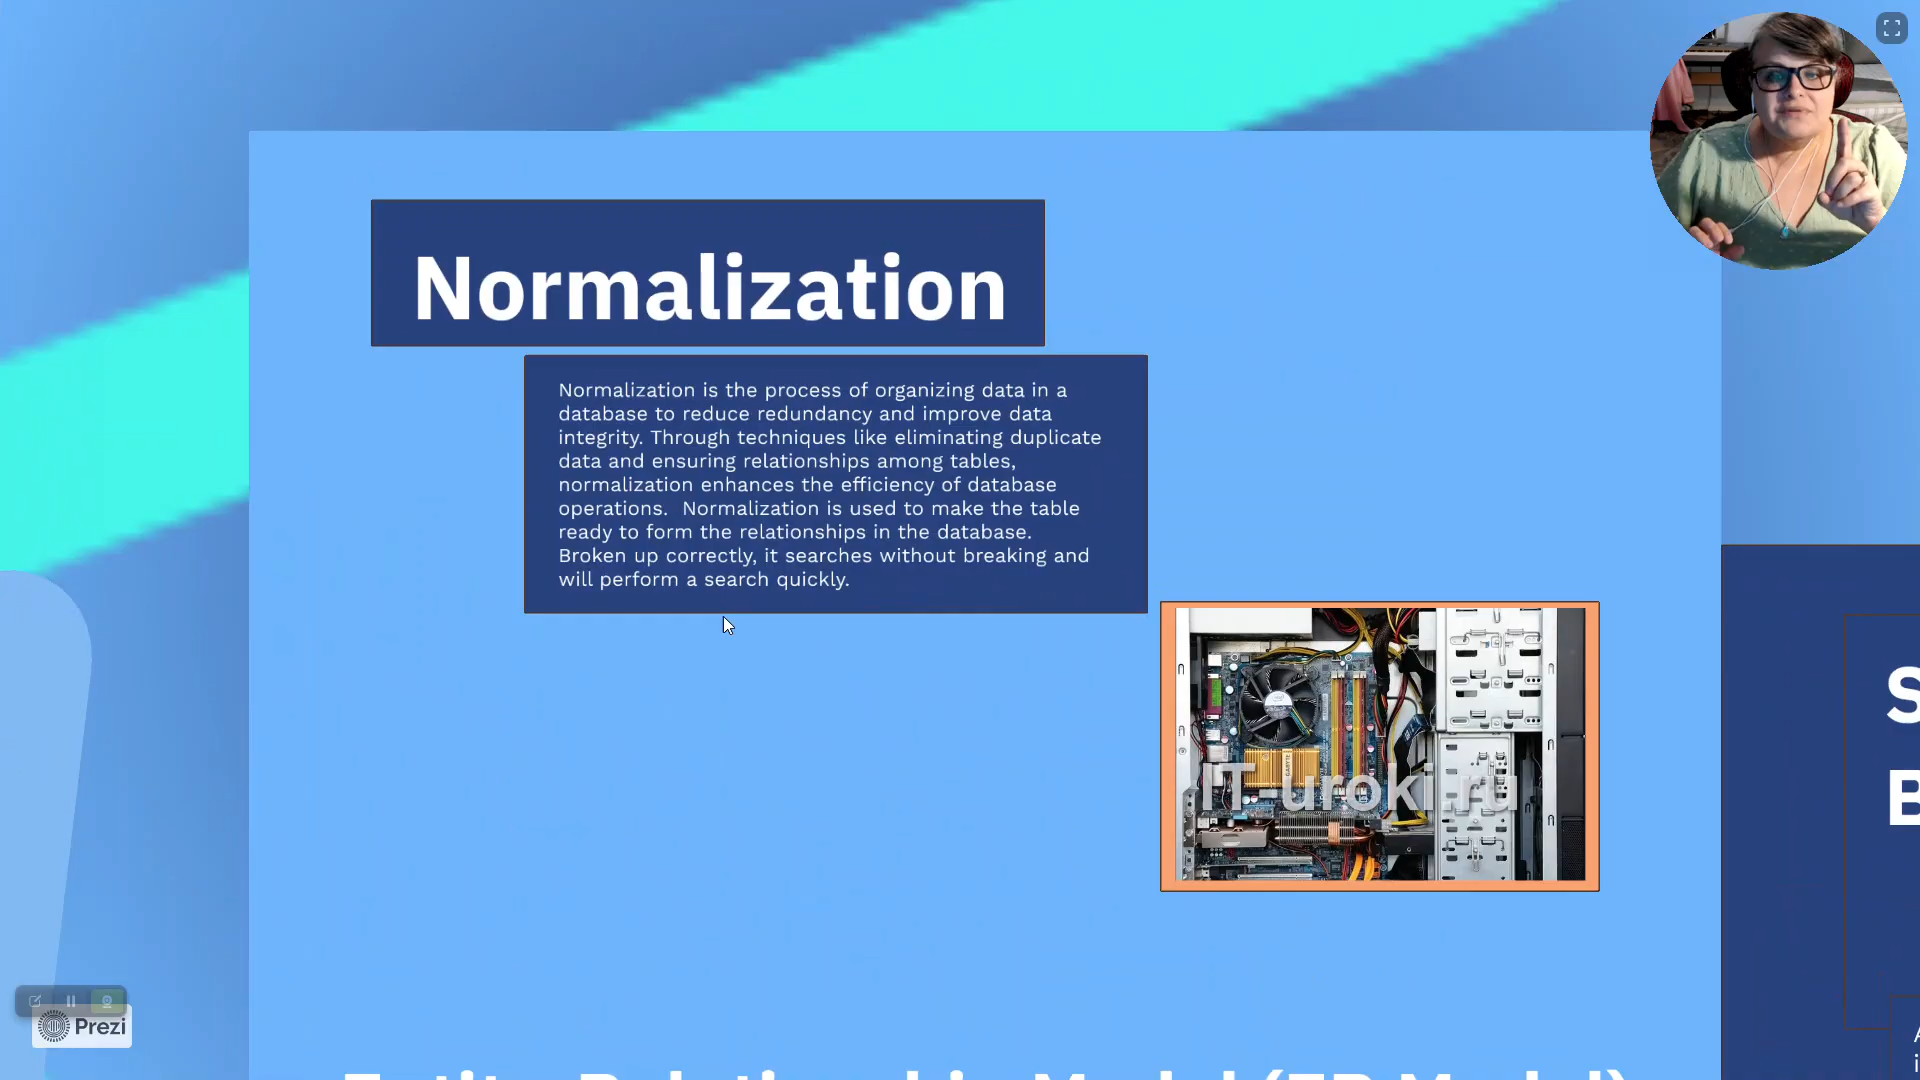 Normalization
Normalization is the process of organizing data in a
database to reduce redundancy and improve data
integrity. Through techniques like eliminating duplicate
data and ensuring relationships among tables,
normalization enhances the efficiency of database
operations.  Normalization is used to make the table
ready to form the relationships in the database.
Broken up correctly, it searches without breaking and
will perform a search quickly.
IT uroki.ru
S
B
A
i
Prezi